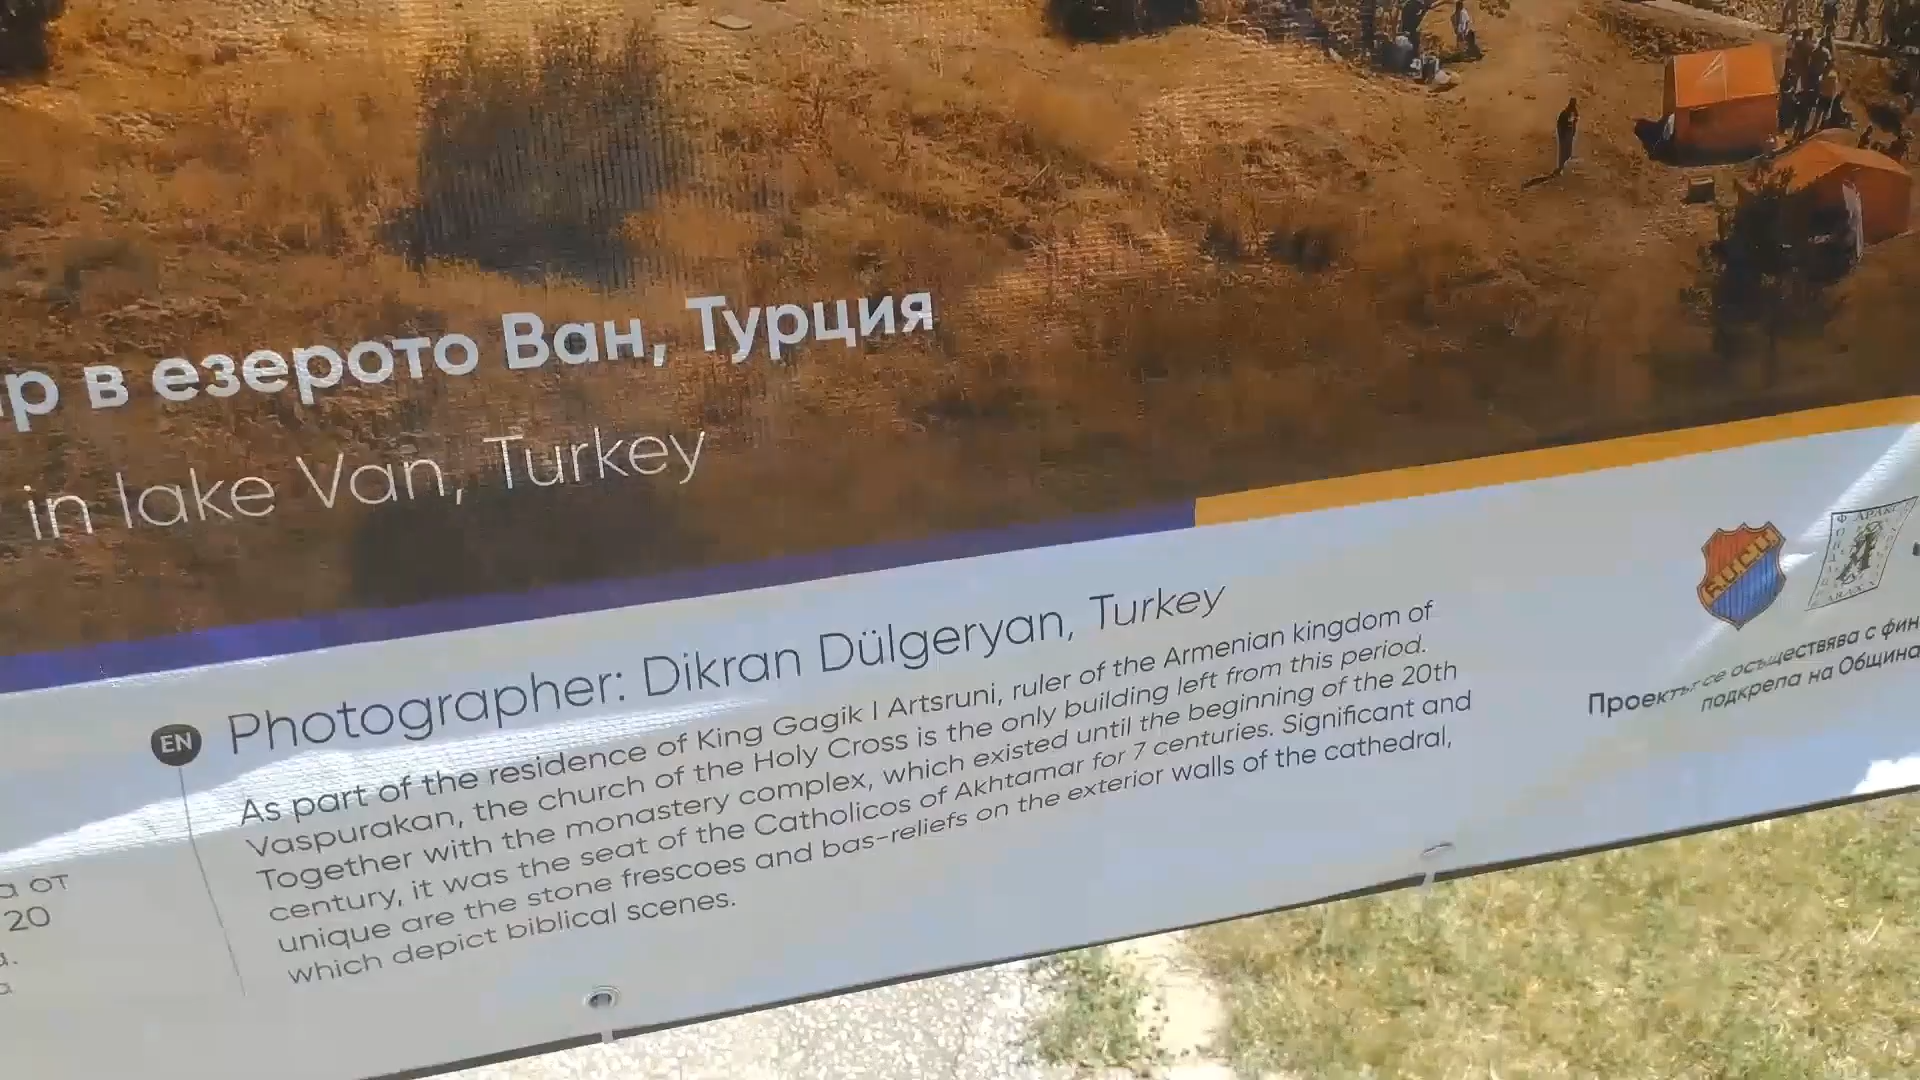 в езерото Ван, Турция
in lake Van, Turkey
EN
Photographer: Dikran Dülgeryan, Turkey
As part of the residence of King Gagik I Artsruni, ruler of the Armenian kingdom of
Vaspurakan, the church of the Holy Cross is the only building left from this period.
Together with the monastery complex, which existed until the beginning of the 20th
century, it was the seat of the Catholicos of Akhtamar for 7 centuries. Significant and
unique are the stone frescoes and bas-reliefs on the exterior walls of the cathedral,
which depict biblical scenes.
от
20
Проектът се осъществява с
подкрепа на Община